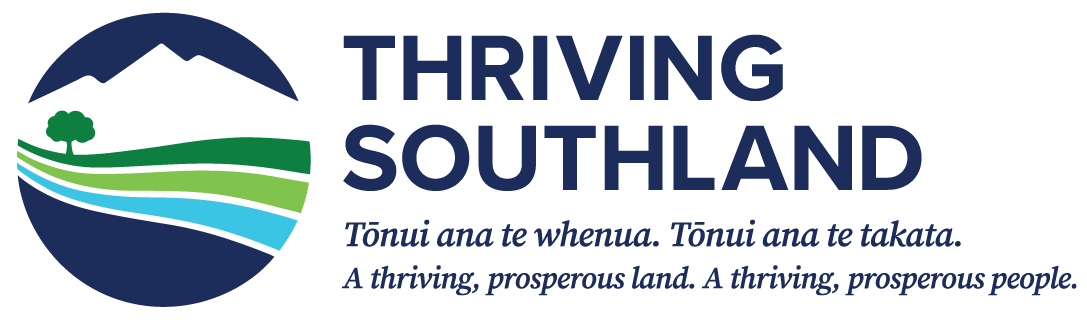 THRIVING
SOUTHLAND
Tōnui ana te whenua. Tōnui ana te takata.
A thriving, prosperous land. A thriving, prosperous people.